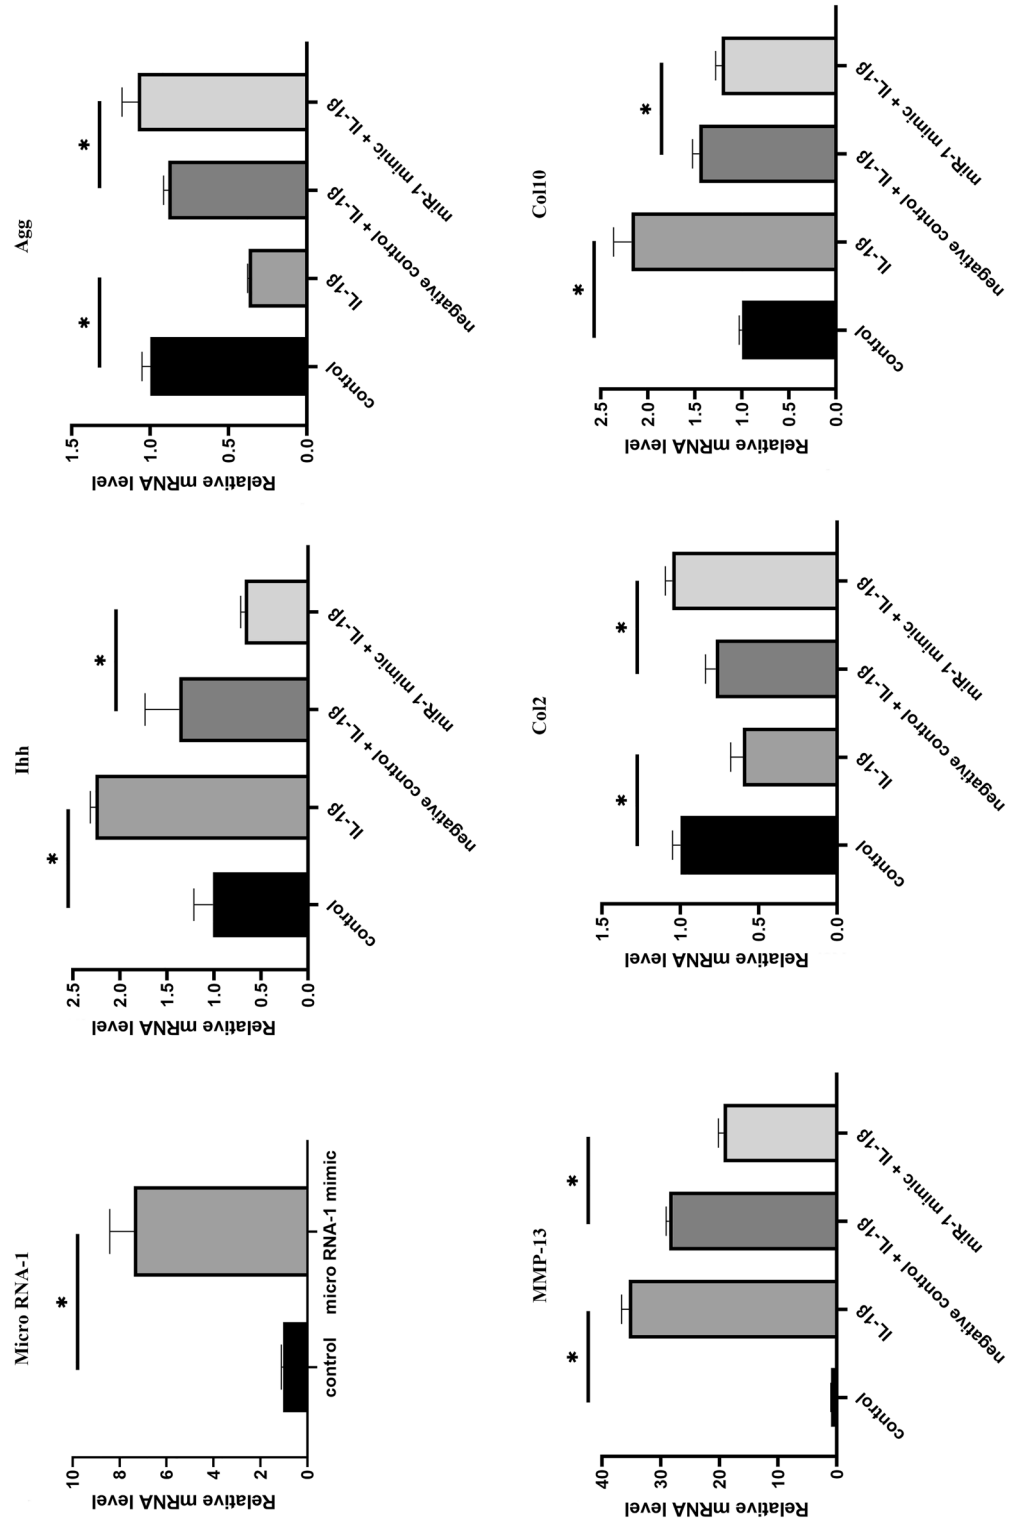 Micro RNA-1
Relative mRNA level
10
8
6
4
2
0
*
control
micro RNA-1 mimic
Ihh
Relative mRNA level
2.5
2.0
1.5
1.0
0.5
0.0
*
*
control
IL-1β
negative control + IL-1β
miR-1 mimic + IL-1β
Agg
Relative mRNA level
1.5
1.0
0.5
0.0
*
*
control
IL-1β
negative control + IL-1β
miR-1 mimic + IL-1β
MMP-13
Relative mRNA level
40
30
20
10
0
*
*
control
IL-1β
negative control + IL-1β
miR-1 mimic + IL-1β
Col2
Relative mRNA level
1.5
1.0
0.5
0.0
*
*
control
IL-1β
negative control + IL-1β
miR-1 mimic + IL-1β
Col10
Relative mRNA level
2.5
2.0
1.5
1.0
0.5
0.0
*
*
control
IL-1β
negative control + IL-1β
miR-1 mimic + IL-1β